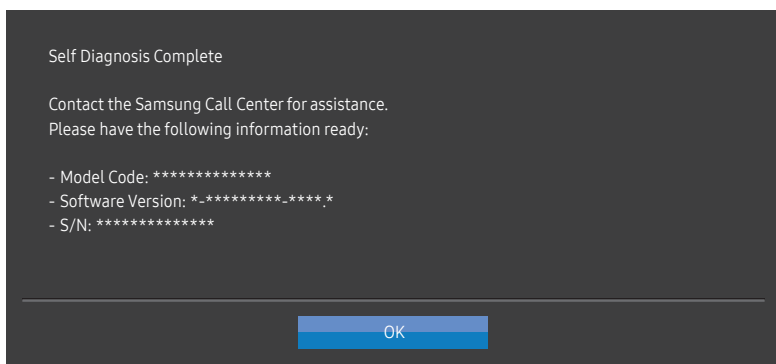 Self Diagnosis Complete
Contact the Samsung Call Center for assistance.
Please have the following information ready:
- Model Code: **************
- Software Version: *-*********-****.*
- S/N: **************
OK